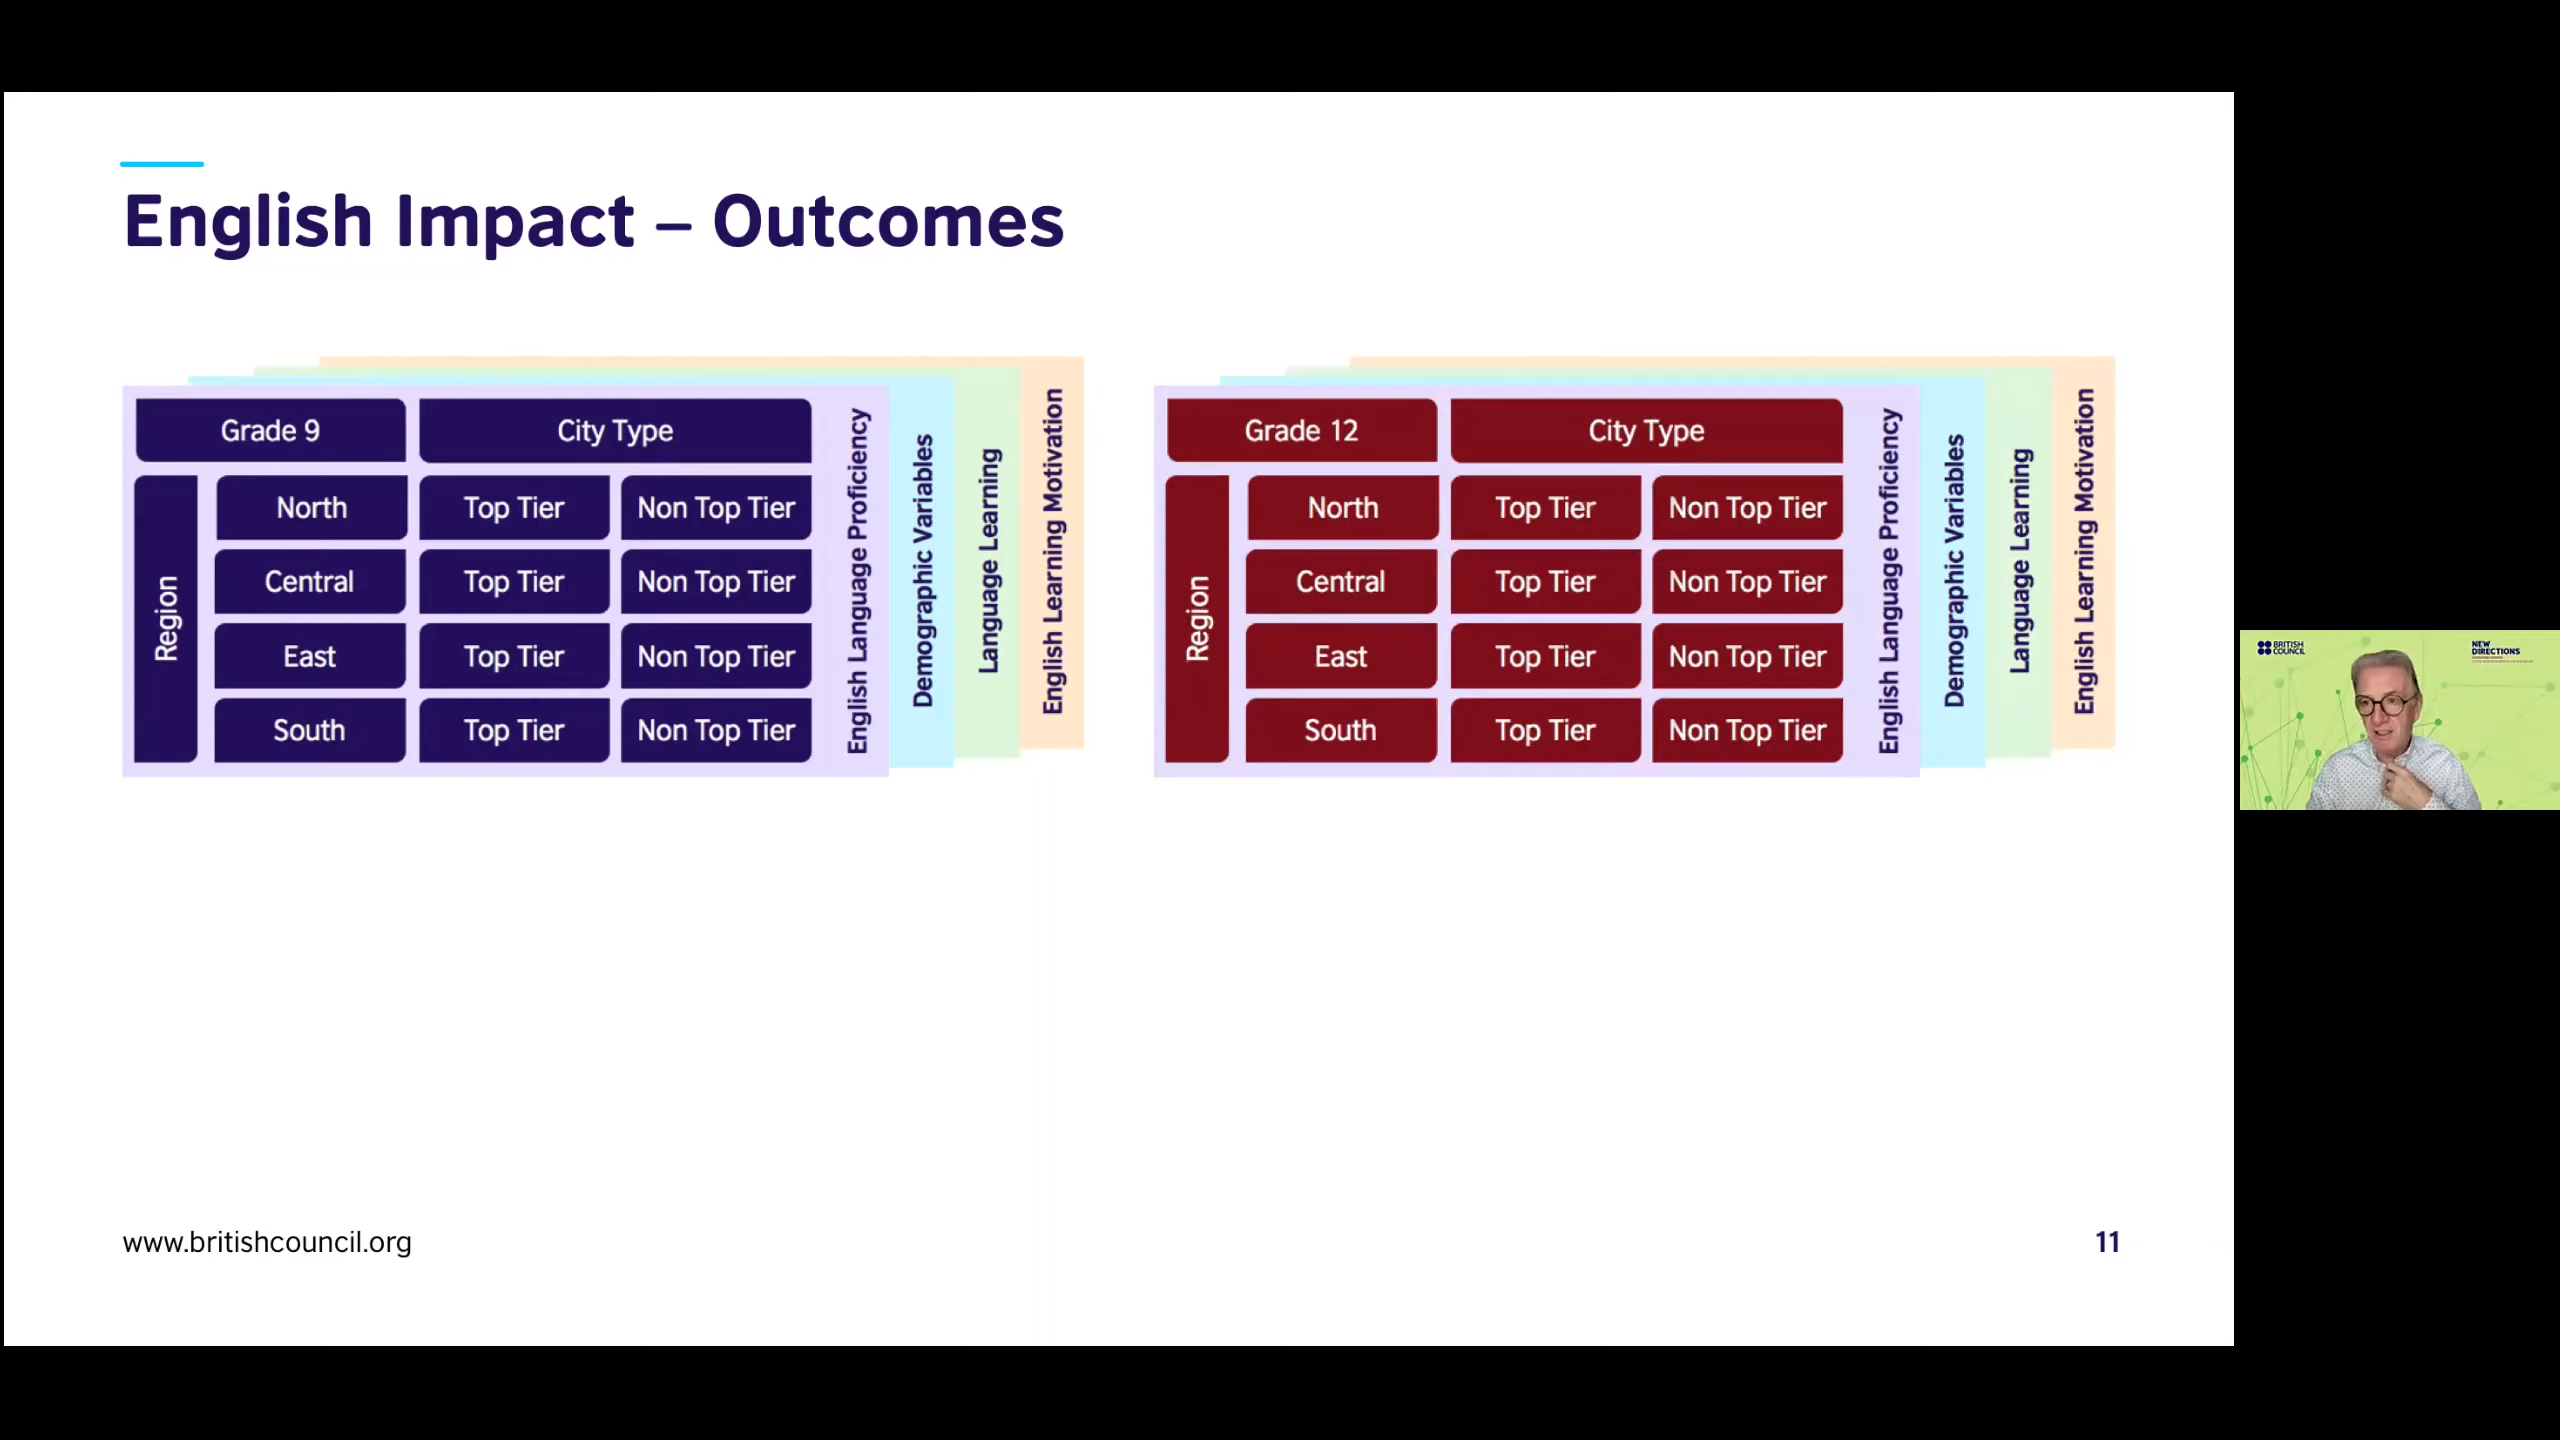 English Impact – Outcomes
Grade 9
City Type
Region
North
Top Tier
Non Top Tier
Central
Top Tier
Non Top Tier
East
Top Tier
Non Top Tier
South
Top Tier
Non Top Tier
English Language Proficiency
Demographic Variables
Language Learning
English Learning Motivation
Grade 12
City Type
Region
North
Top Tier
Non Top Tier
Central
Top Tier
Non Top Tier
East
Top Tier
Non Top Tier
South
Top Tier
Non Top Tier
English Language Proficiency
Demographic Variables
Language Learning
English Learning Motivation
BRITISH
COUNCIL
NEW
DIRECTIONS
www.britishcouncil.org
11